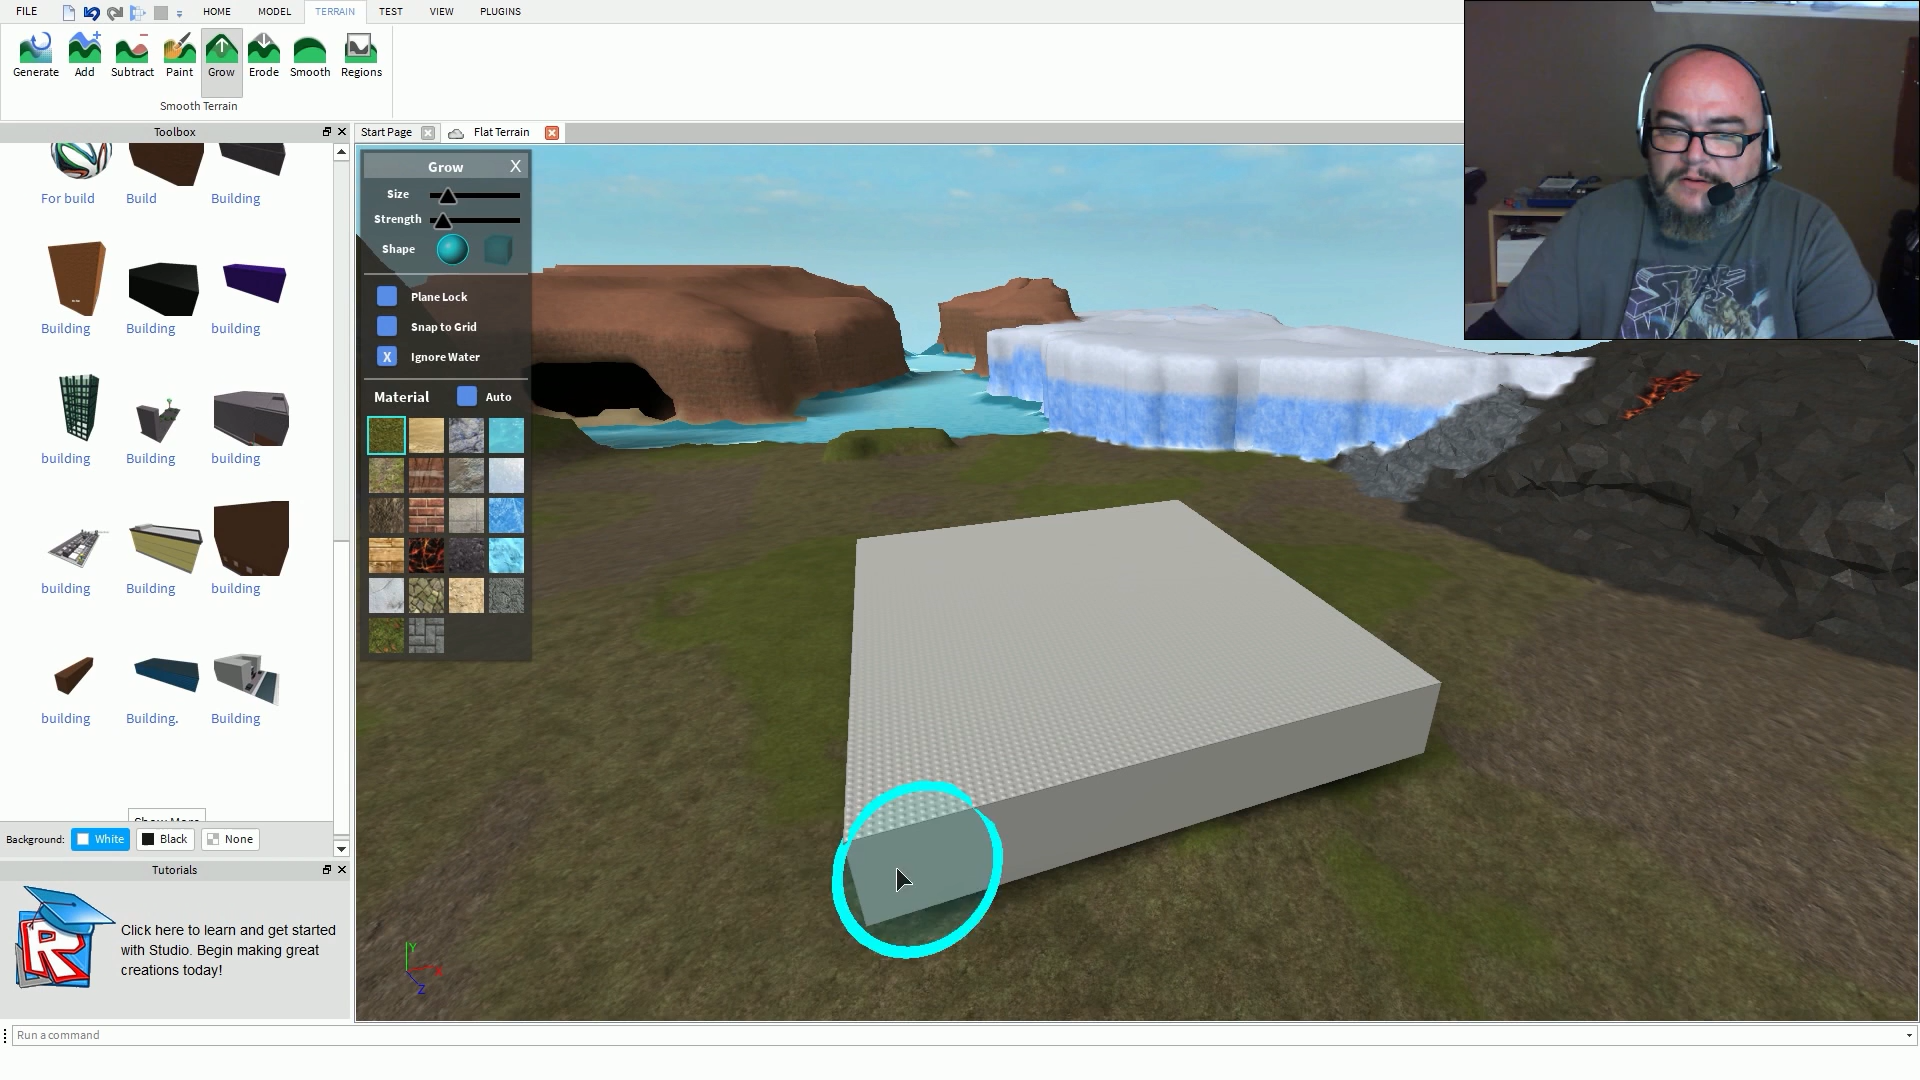 FILE
HOME
MODEL
TERRAIN
TEST
VIEW
PLUGINS
Generate
Add
Subtract
Paint
Grow
Erode
Smooth
Regions
Smooth Terrain
Toolbox
Start Page
Flat Terrain
For build
Build
Building
Building
Building
building
building
Building
building
building
Building
building
building
Building.
Building
Show More
Background:
White
Black
None
Tutorials
Click here to learn and get started
with Studio. Begin making great
creations today!
Grow
X
Size
Strength
Shape
Plane Lock
Snap to Grid
X
Ignore Water
Material
Auto
Y
X
Z
STAR
Run a command